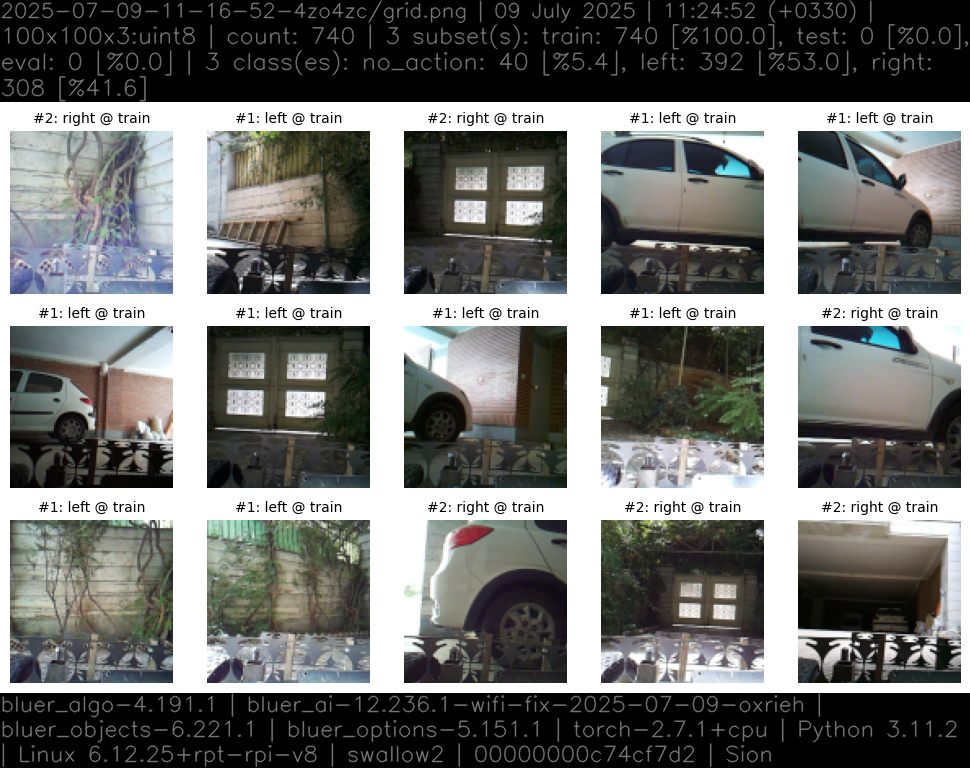 2025-07-09-11-16-52-4zo4zc/grid.png | 09 July 2025 | 11:24:52 (+0330) |
100x100x3:uint8 | count: 740 | 3 subset(s): train: 740 [%100.0], test: 0 [%0.0],
eval: 0 [%0.0] | 3 class(es): no_action: 40 [%5.4], left: 392 [%53.0], right:
308 [%41.6]
#2: right @ train
#1: left @ train
#2: right @ train
#1: left @ train
#1: left @ train
#1: left @ train
#1: left @ train
#1: left @ train
#1: left @ train
#2: right @ train
#1: left @ train
#1: left @ train
#2: right @ train
#2: right @ train
#2: right @ train
bluer_algo-4.191.1 | bluer_ai-12.236.1-wifi-fix-2025-07-09-oxrieh |
bluer_objects-6.221.1 | bluer_options-5.151.1 | torch-2.7.1+cpu | Python 3.11.2
| Linux 6.12.25+rpt-rpi-v8 | swallow2 | 00000000c74cf7d2 | Sion